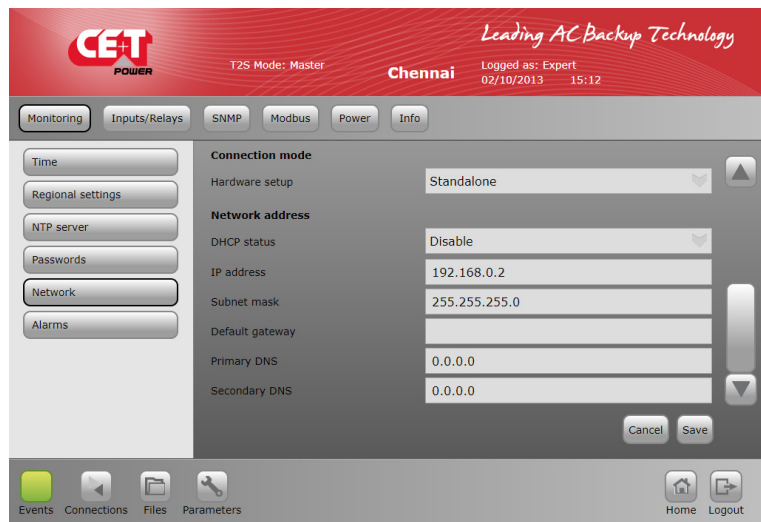 CE+T
POWER
Leading AC Backup Technology
T2S Mode: Master
Chennai
Logged as: Expert
02/10/2013 15:12
Monitoring Inputs/Relays SNMP Modbus Power Info
Time
Regional settings
NTP server
Passwords
Network
Alarms
Connection mode
Hardware setup Standalone
Network address
DHCP status Disable
IP address 192.168.0.2
Subnet mask 255.255.255.0
Default gateway
Primary DNS 0.0.0.0
Secondary DNS 0.0.0.0
Cancel Save
Events Connections Files Parameters Home Logout